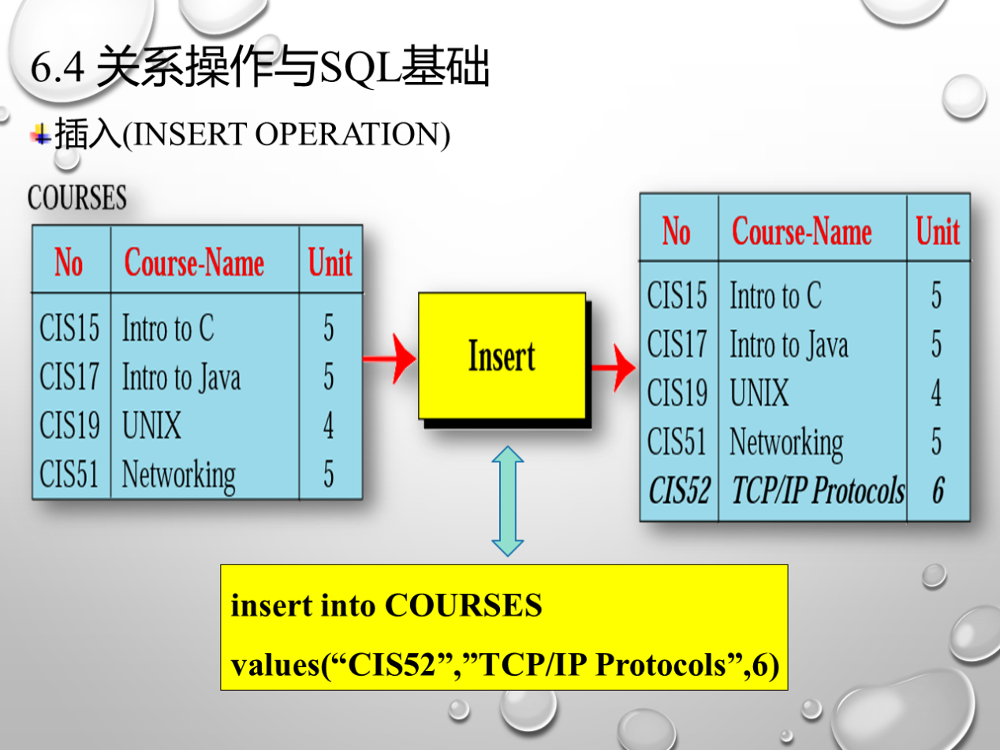 6.4 关系操作与SQL基础
插入(INSERT OPERATION)
COURSES
No Course-Name Unit
CIS15 Intro to C 5
CIS17 Intro to Java 5
CIS19 UNIX 4
CIS51 Networking 5
Insert
No Course-Name Unit
CIS15 Intro to C 5
CIS17 Intro to Java 5
CIS19 UNIX 4
CIS51 Networking 5
CIS52 TCP/IP Protocols 6
insert into COURSES
values(“CIS52”,”TCP/IP Protocols”,6)